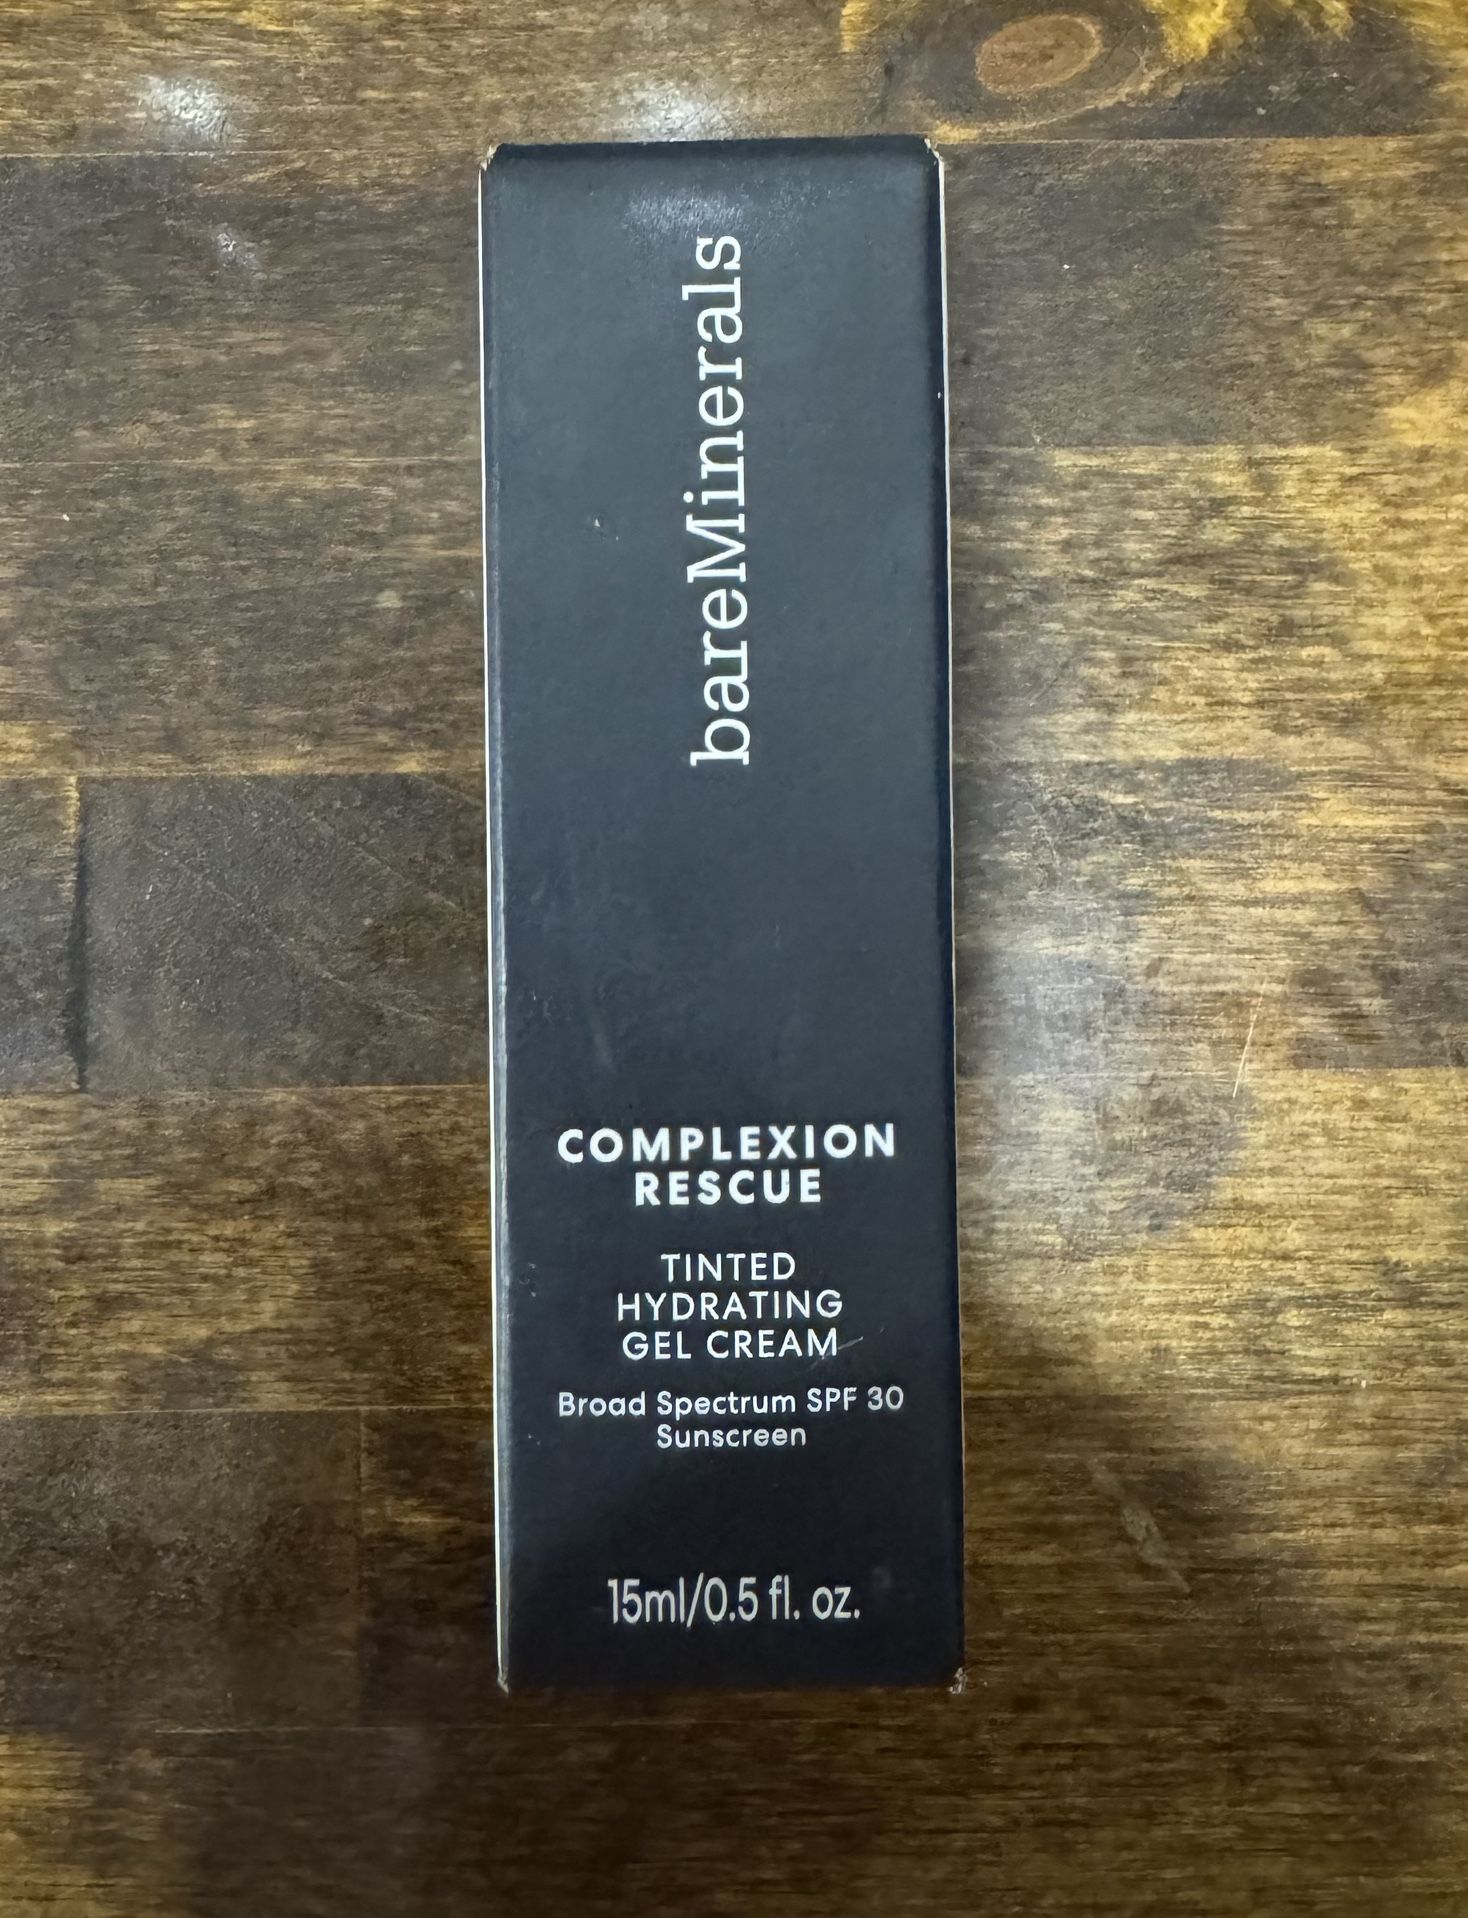 bareMinerals
COMPLEXION
RESCUE
TINTED
HYDRATING
GEL CREAM
Broad Spectrum SPF 30
Sunscreen
15ml/0.5 fl. oz.